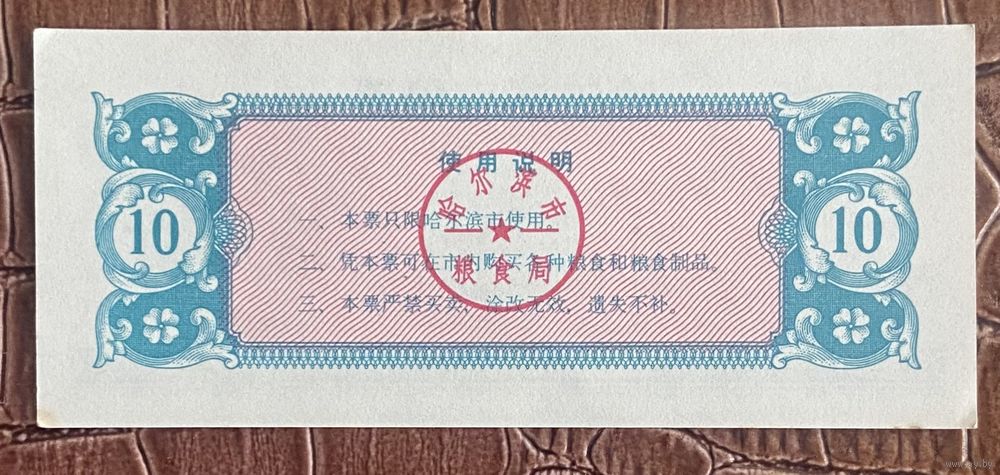 使用说明
哈尔滨市
一、本票只限哈尔滨市使用。
10
10
二、凭本票可在市内购买各种粮食和粮食制品。
粮食局
三、本票严禁买卖，涂改无效，遗失不补。
www.ay.by